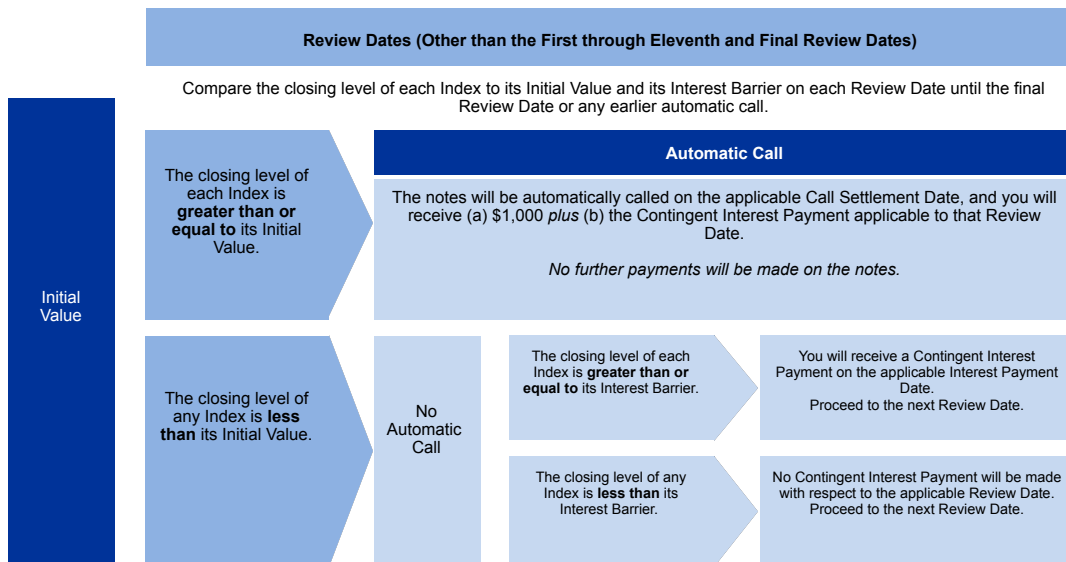 Review Dates (Other than the First through Eleventh and Final Review Dates)
Compare the closing level of each Index to its Initial Value and its Interest Barrier on each Review Date until the final
Review Date or any earlier automatic call.
Initial
Value
The closing level of
each Index is
greater than or
equal to its Initial
Value.
Automatic Call
The notes will be automatically called on the applicable Call Settlement Date, and you will
receive (a) $1,000 plus (b) the Contingent Interest Payment applicable to that Review
Date.
No further payments will be made on the notes.
The closing level of
any Index is less
than its Initial Value.
No
Automatic
Call
The closing level of each
Index is greater than or
equal to its Interest Barrier.
You will receive a Contingent Interest
Payment on the applicable Interest Payment
Date.
Proceed to the next Review Date.
The closing level of any
Index is less than its
Interest Barrier.
No Contingent Interest Payment will be made
with respect to the applicable Review Date.
Proceed to the next Review Date.